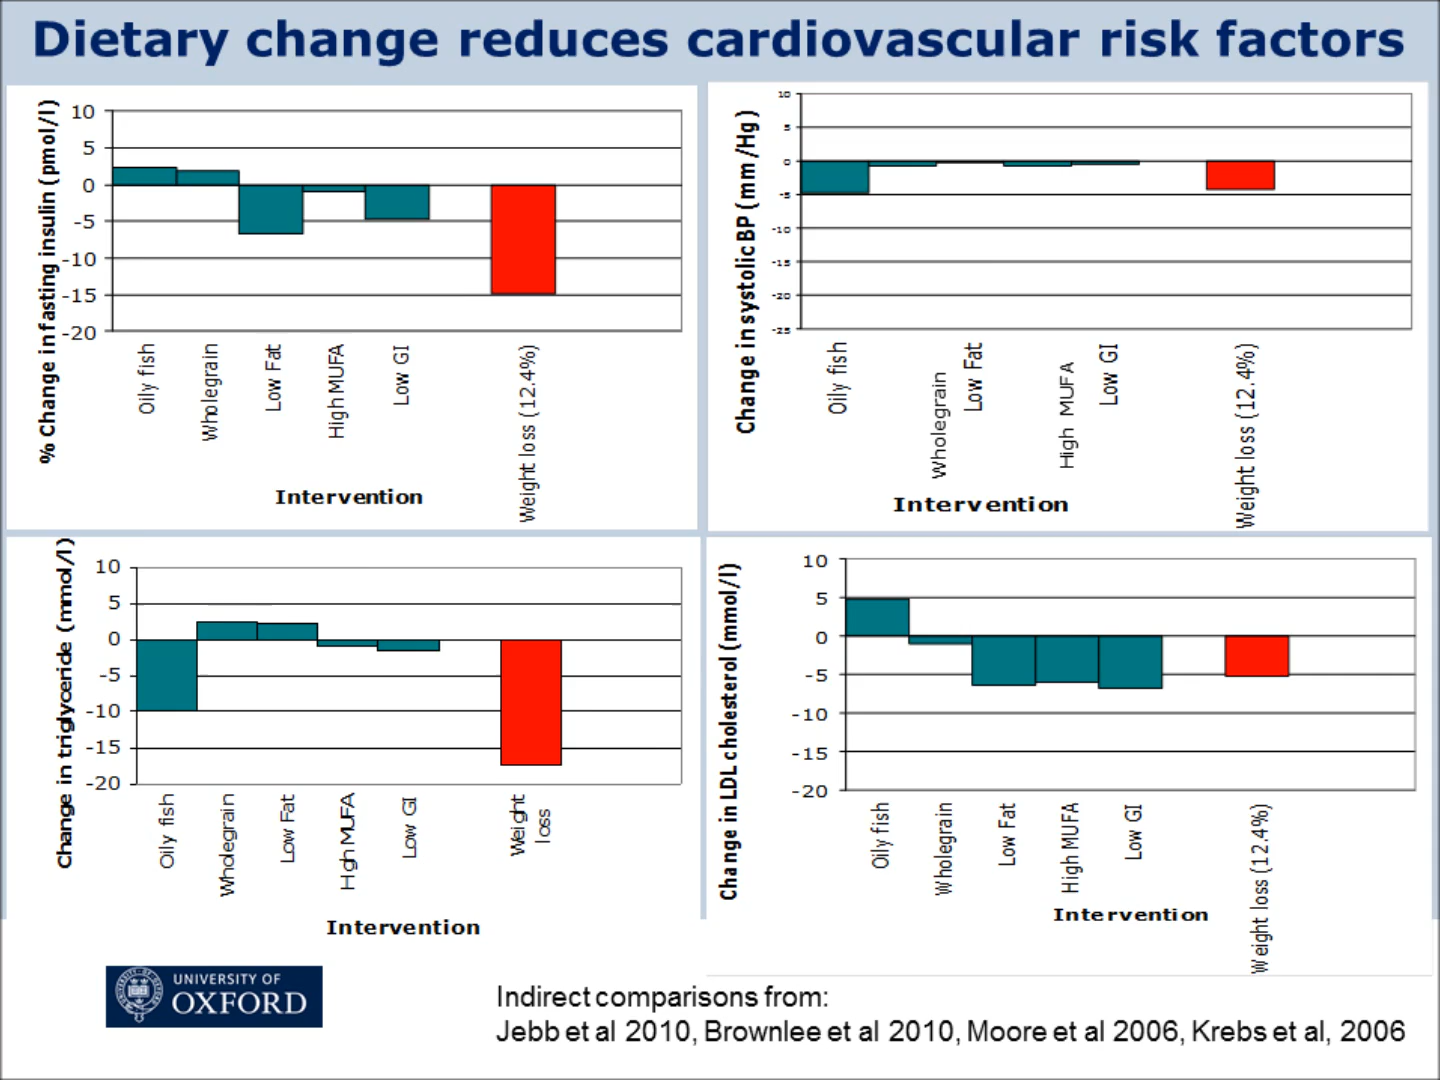 Dietary change reduces cardiovascular risk factors
% Change in fasting insulin (pmol/l)
10
5
0
-5
-10
-15
-20
Oily fish
Wholegrain
Low Fat
High MUFA
Low GI
Weight loss (12.4%)
Intervention
Change in systolic BP (mm /Hg )
10
5
0
-5
-10
-15
-20
-25
Oily fish
Wholegrain
Low Fat
High MUFA
Low GI
Weight loss (12.4%)
Intervention
Change in triglyceride (mmol/l)
10
5
0
-5
-10
-15
-20
Oily fish
Wholegrain
Low Fat
High MUFA
Low GI
Weight
loss
Intervention
Change in LDL cholesterol (mmol/l)
10
5
0
-5
-10
-15
-20
Oily fish
Wholegrain
Low Fat
High MUFA
Low GI
Weight loss (12.4%)
Intervention
UNIVERSITY OF
OXFORD
Indirect comparisons from:
Jebb et al 2010, Brownlee et al 2010, Moore et al 2006, Krebs et al, 2006